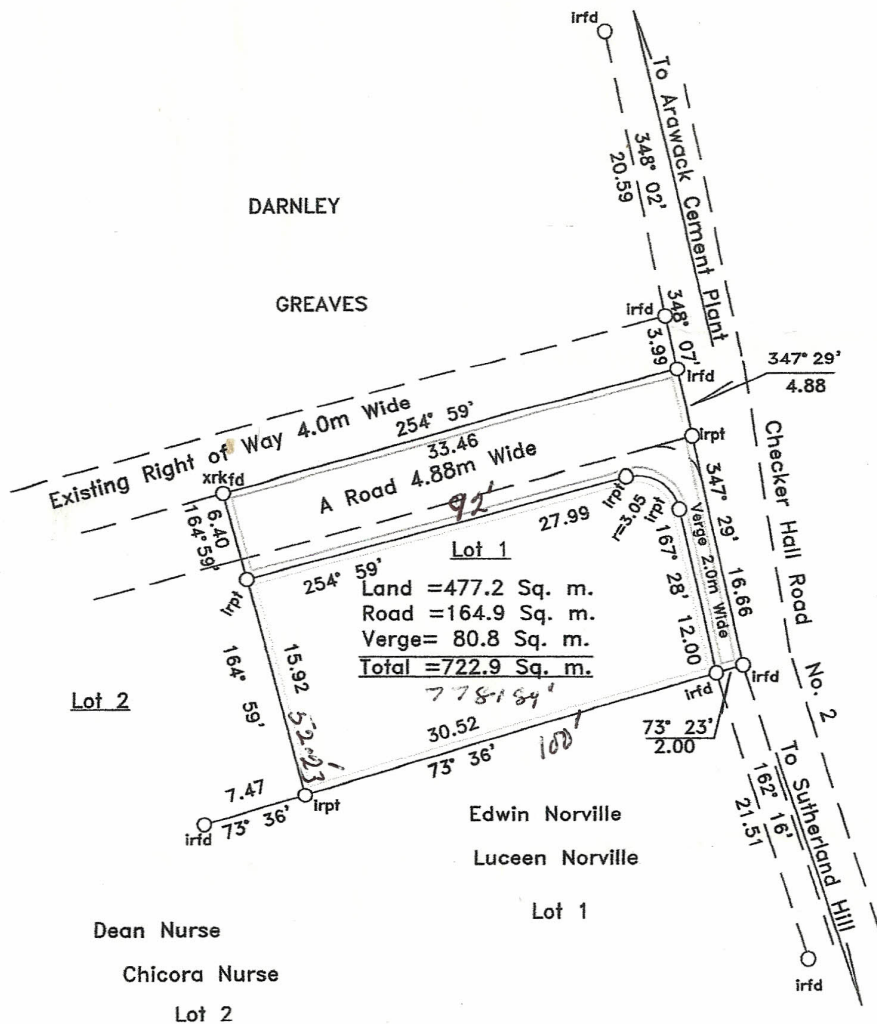 irfd
To Arawack Cement Plant
348° 02'
20.59
DARNLEY
GREAVES
irfd
348° 07'
3.99
irfd
347° 29'
4.88
Existing Right of Way 4.0m Wide
254° 59'
33.46
xrkfd
A Road 4.88m Wide
irpt
Checker Hall Road No. 2
6.40
164° 59'
92'
27.99
irpt
r=3.05
irpt
347° 29' 16.66
Verge 2.0m Wide
167° 28' 12.00
irpt
254° 59'
Lot 1
Land =477.2 Sq. m.
Road =164.9 Sq. m.
Verge= 80.8 Sq. m.
Total =722.9 Sq. m.
15.92
164° 59'
52.23'
Lot 2
30.52
73° 36'
100'
irfd
irfd
73° 23'
2.00
To Sutherland Hill
162° 16'
21.51
7.47
73° 36'
irpt
irfd
Edwin Norville
Luceen Norville
Lot 1
Dean Nurse
Chicora Nurse
Lot 2
irfd